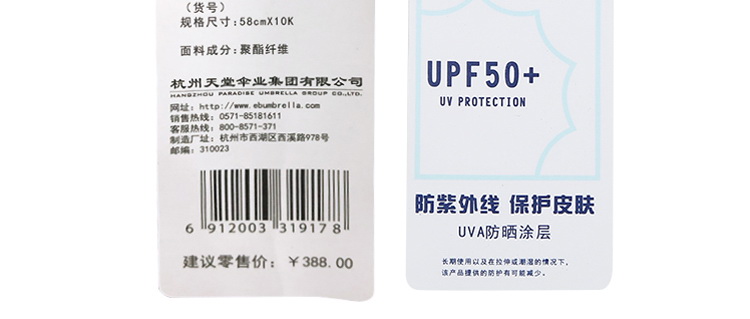 (货号)
规格尺寸:58cmX10K
面料成分:聚酯纤维
杭州天堂伞业集团有限公司
HANGZHOU PARADISE UMBRELLA GROUP CO.,LTD.
网址: http://www.ebumbrella.com
销售热线: 0571-85181611
客服热线: 800-8571-371
制造厂址: 杭州市西湖区西溪路978号
邮编: 310023
6 912003 319178
建议零售价: ¥388.00
UPF50+
UV PROTECTION
防紫外线 保护皮肤
UVA防晒涂层
长期使用以及在拉伸或潮湿的情况下,
该产品提供的防护有可能减少。